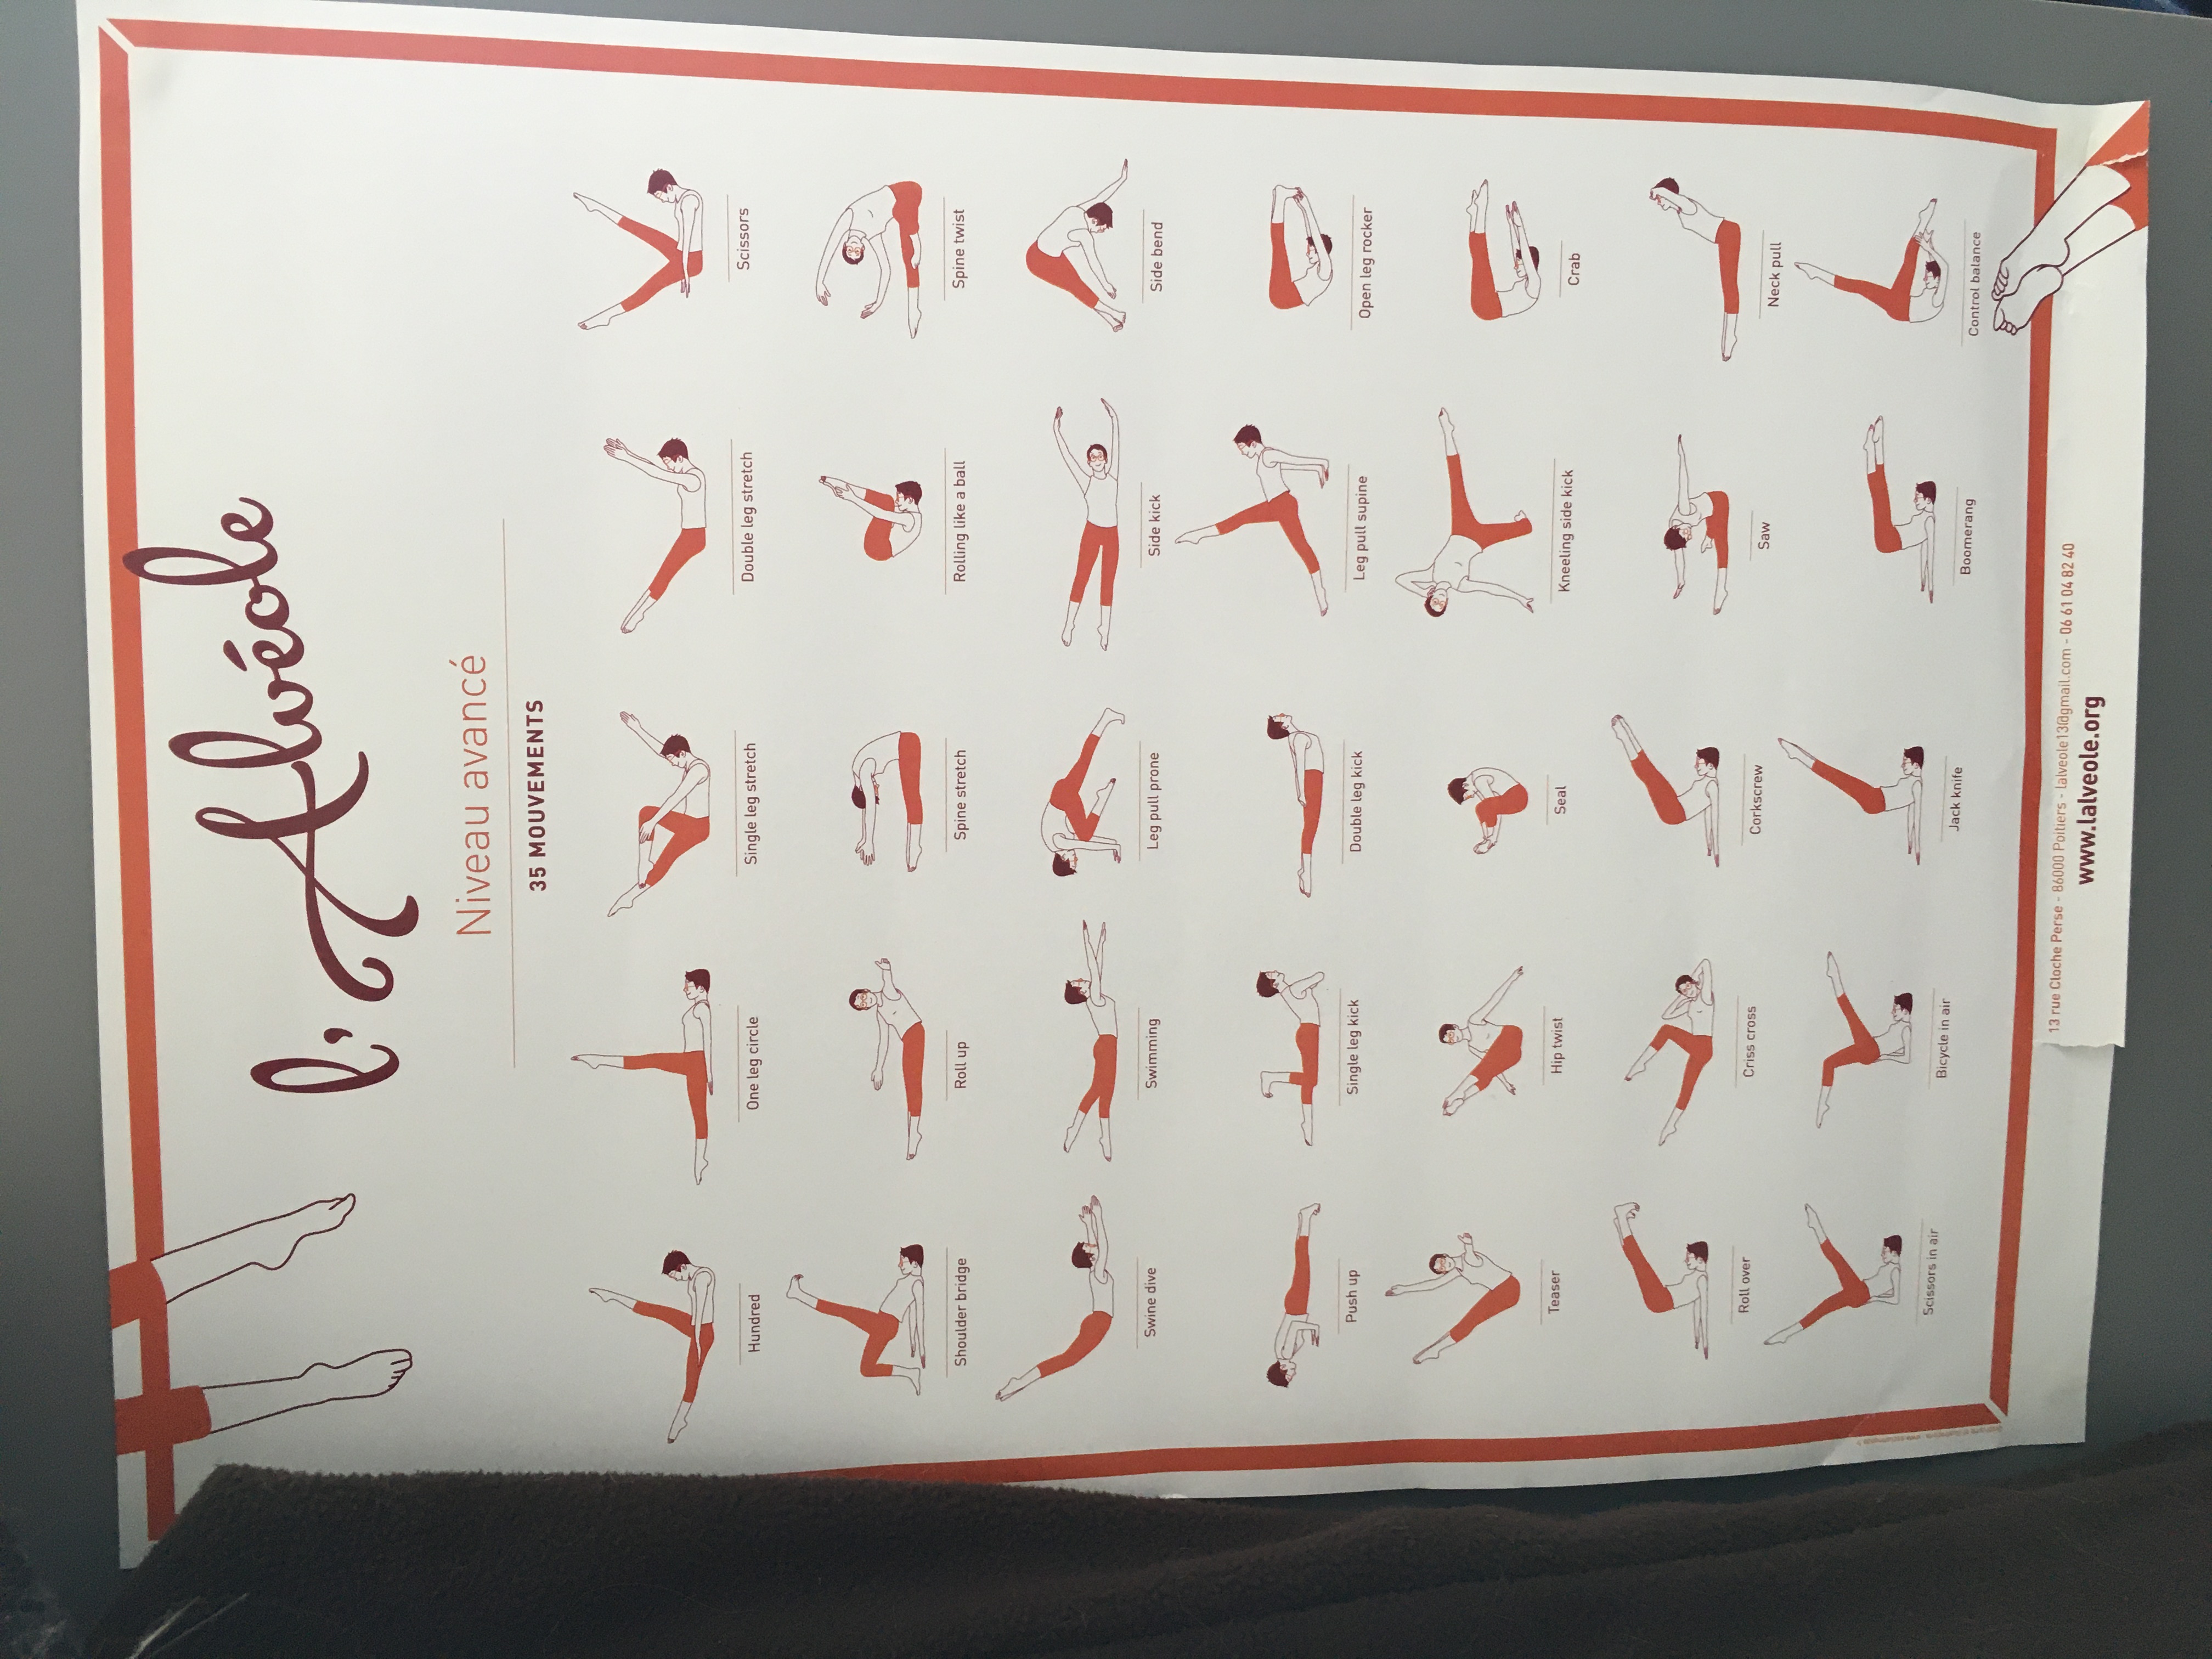 l'Alvéole
Niveau avancé
35 MOUVEMENTS
Hundred
One leg circle
Single leg stretch
Double leg stretch
Scissors
Shoulder bridge
Roll up
Spine stretch
Rolling like a ball
Spine twist
Swine dive
Swimming
Leg pull prone
Side kick
Side bend
Push up
Single leg kick
Double leg kick
Leg pull supine
Open leg rocker
Teaser
Hip twist
Seal
Kneeling side kick
Crab
Roll over
Criss cross
Corkscrew
Saw
Neck pull
Scissors in air
Bicycle in air
Jack knife
Boomerang
Control balance
13 rue Cloche Perse - 86000 Poitiers - lalveole13@gmail.com - 06 61 04 82 40
www.lalveole.org